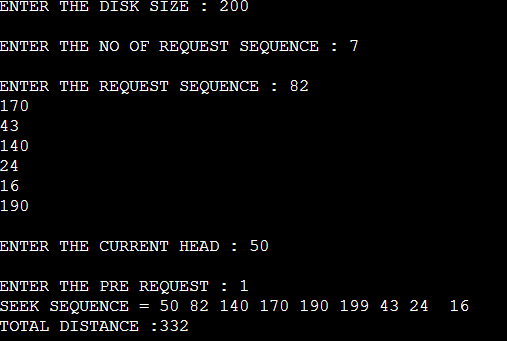 ENTER THE DISK SIZE : 200
ENTER THE NO OF REQUEST SEQUENCE : 7
ENTER THE REQUEST SEQUENCE : 82
170
43
140
24
16
190
ENTER THE CURRENT HEAD : 50
ENTER THE PRE REQUEST : 1
SEEK SEQUENCE = 50 82 140 170 190 199 43 24  16
TOTAL DISTANCE :332